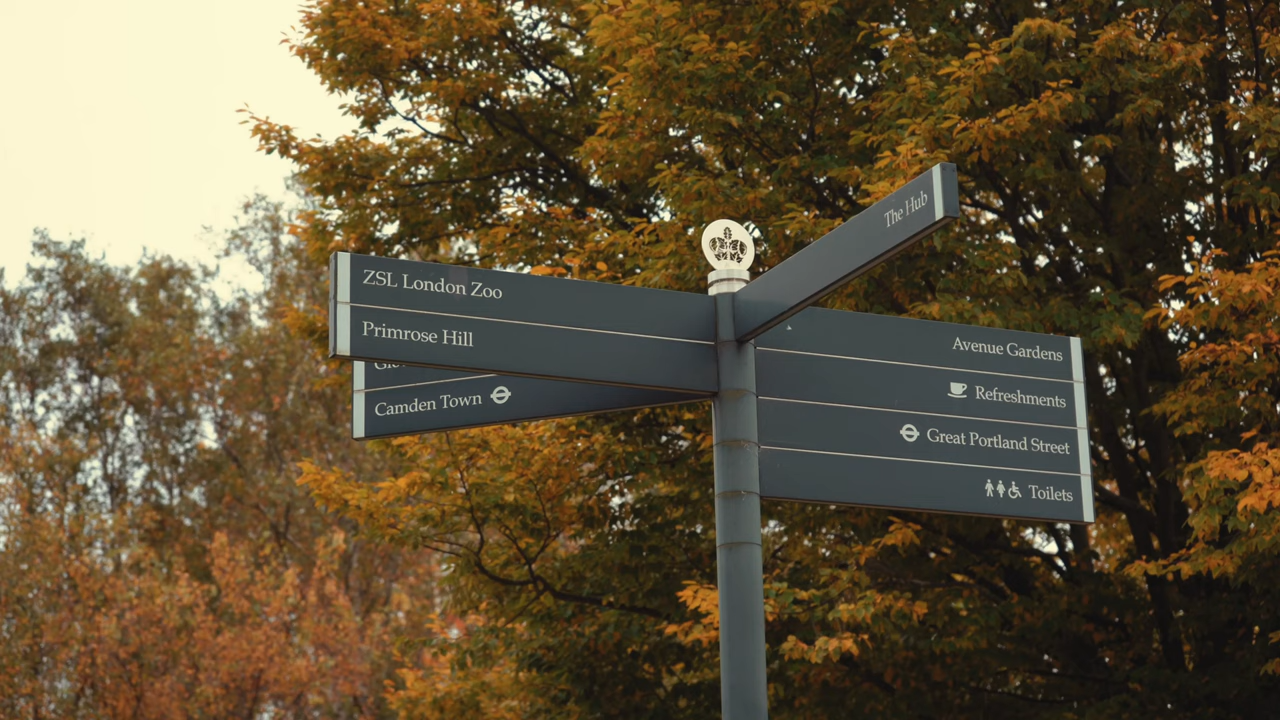 The Hub
ZSL London Zoo
Primrose Hill
Camden Town
Avenue Gardens
Refreshments
Great Portland Street
Toilets